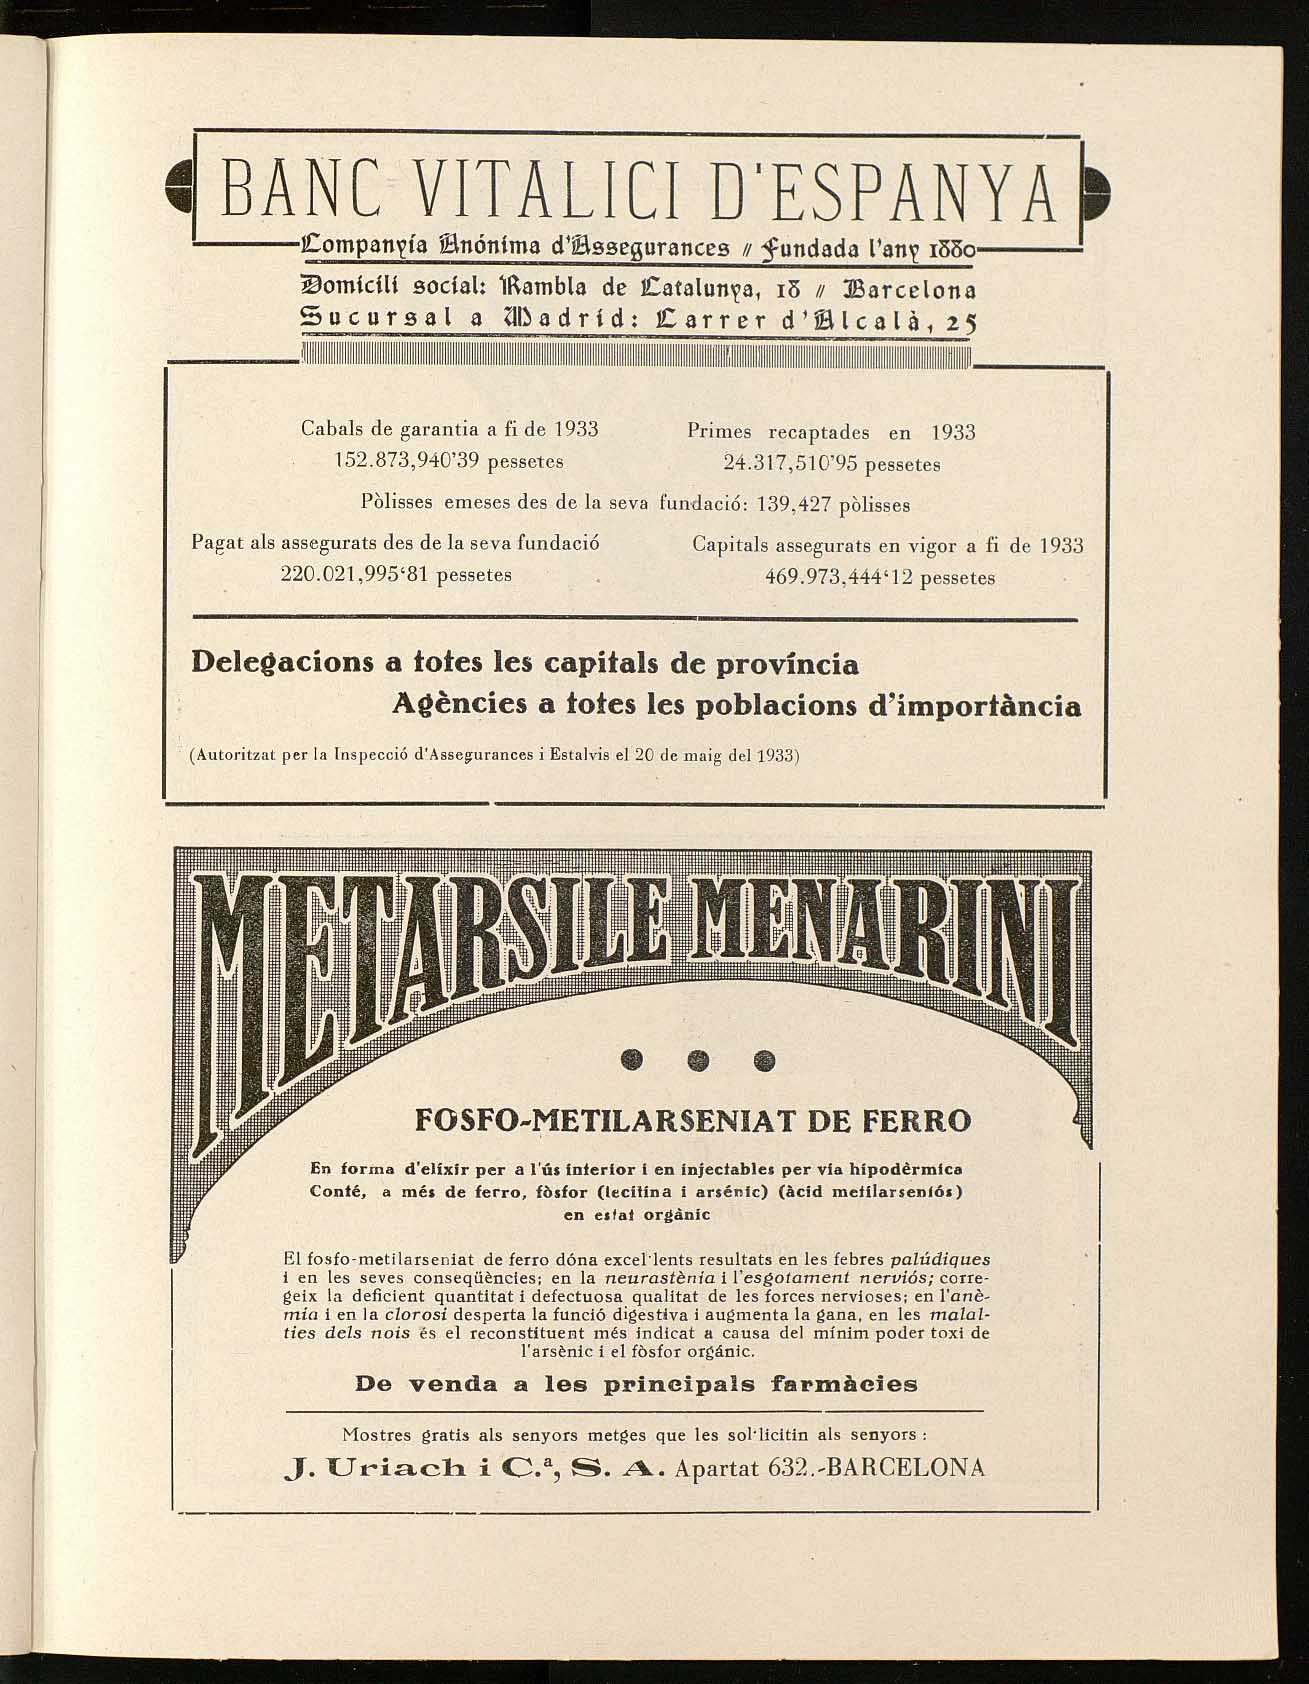 BANC VITALICI D'ESPANYA
Companyía Anónima d'Assegurances // Fundada l'any 1880
Domicili social: Rambla de Catalunya, 18 // Barcelona
Sucursal a Madrid: Carrer d'Alcalà, 25
Cabals de garantia a fi de 1933
152.873,940'39 pessetes
Primes recaptades en 1933
24.317,510'95 pessetes
Pòlisses emeses des de la seva fundació: 139,427 pòlisses
Pagat als assegurats des de la seva fundació
220.021,995‘81 pessetes
Capitals assegurats en vigor a fi de 1933
469.973,444‘12 pessetes
Delegacions a totes les capitals de província
Agències a totes les poblacions d'importància
(Autoritzat per la Inspecció d'Assegurances i Estalvis el 20 de maig del 1933)
METARSILE MENARINI
FOSFO-METILARSENIAT DE FERRO
En forma d'elíxir per a l'ús interior i en injectables per via hipodèrmica
Conté, a més de ferro, fòsfor (lecitina i arsénic) (àcid metilarseniós)
en estat orgànic
El fosfo-metilarseniat de ferro dóna excel·lents resultats en les febres palúdiques
i en les seves conseqüències; en la neurastènia i l'esgotament nerviós; corre-
geix la deficient quantitat i defectuosa qualitat de les forces nervioses; en l'anè-
mia i en la clorosi desperta la funció digestiva i augmenta la gana, en les malal-
ties dels nois és el reconstituent més indicat a causa del mínim poder toxi de
l'arsènic i el fòsfor orgánic.
De venda a les principals farmàcies
Mostres gratis als senyors metges que les sol·licitin als senyors :
J. Uriach i C.ª, S. A. Apartat 632.-BARCELONA